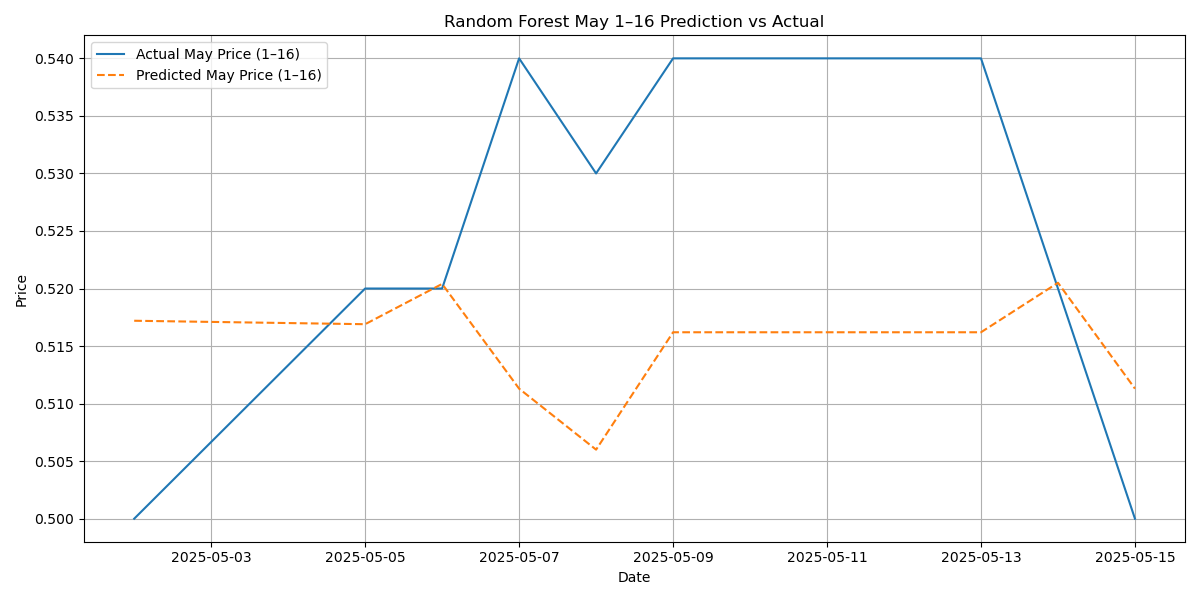 Random Forest May 1–16 Prediction vs Actual
Actual May Price (1–16)
Predicted May Price (1–16)
0.540
0.535
0.530
0.525
0.520
0.515
0.510
0.505
0.500
Price
2025-05-03 2025-05-05 2025-05-07 2025-05-09 2025-05-11 2025-05-13 2025-05-15
Date